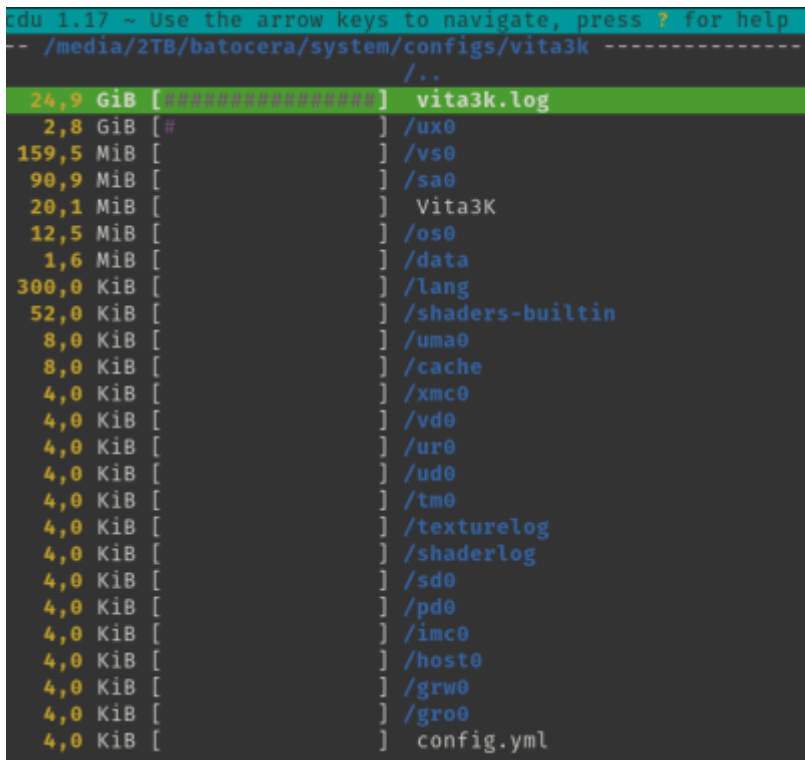 cdu 1.17 ~ Use the arrow keys to navigate, press ? for help
-- /media/2TB/batocera/system/configs/vita3k ---------------
/..
24,9 GiB [################] vita3k.log
2,8 GiB [# ] /ux0
159,5 MiB [ ] /vs0
90,9 MiB [ ] /sa0
20,1 MiB [ ] Vita3K
12,5 MiB [ ] /os0
1,6 MiB [ ] /data
300,0 KiB [ ] /lang
52,0 KiB [ ] /shaders-builtin
8,0 KiB [ ] /uma0
8,0 KiB [ ] /cache
4,0 KiB [ ] /xmc0
4,0 KiB [ ] /vd0
4,0 KiB [ ] /ur0
4,0 KiB [ ] /ud0
4,0 KiB [ ] /tm0
4,0 KiB [ ] /texturelog
4,0 KiB [ ] /shaderlog
4,0 KiB [ ] /sd0
4,0 KiB [ ] /pd0
4,0 KiB [ ] /imc0
4,0 KiB [ ] /host0
4,0 KiB [ ] /grw0
4,0 KiB [ ] /gro0
4,0 KiB [ ] config.yml